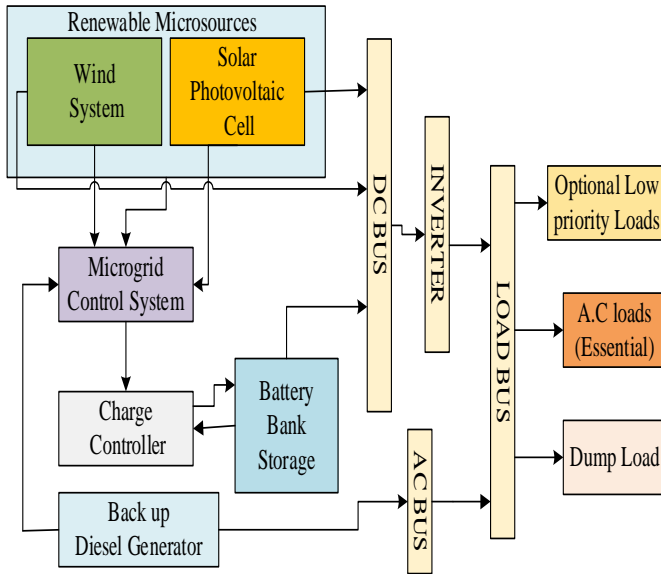 Renewable Microsources
Wind
System
Solar
Photovoltaic
Cell
DC BUS
INVERTER
LOAD BUS
Optional Low
priority Loads
Microgrid
Control System
A.C loads
(Essential)
Charge
Controller
Battery
Bank
Storage
AC BUS
Dump Load
Back up
Diesel Generator